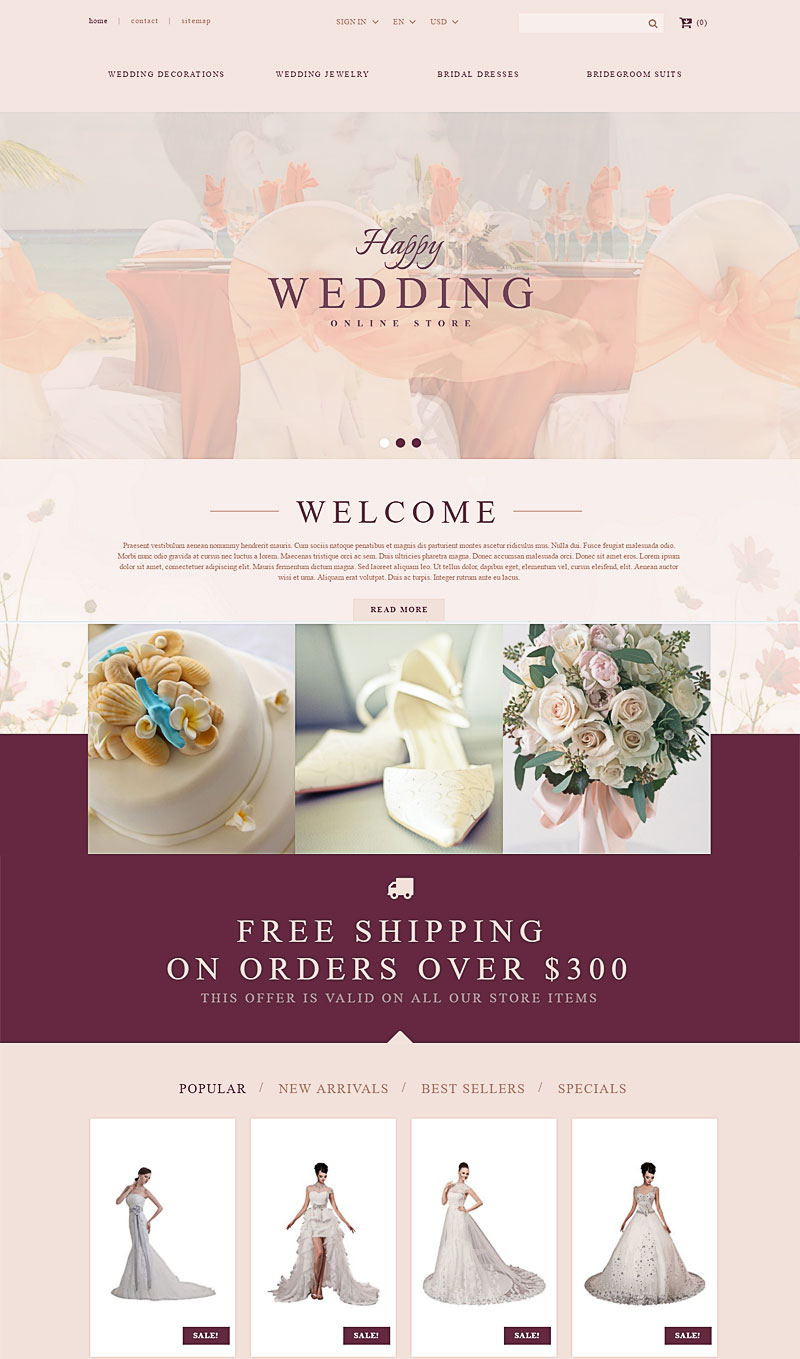 home | contact | sitemap
SIGN IN EN USD
(0)
WEDDING DECORATIONS WEDDING JEWELRY BRIDAL DRESSES BRIDEGROOM SUITS
Happy
WEDDING
ONLINE STORE
WELCOME
Praesent vestibulum aenean nonummy hendrerit mauris. Cum sociis natoque penatibus et magnis dis parturient montes ascetur ridiculus mus. Nulla dui. Fusce feugiat malesuada odio.
Morbi nunc odio gravida at cursus nec luctus a lorem. Maecenas tristique orci ac sem. Duis ultricies pharetra magna. Donec accumsan malesuada orci. Donec sit amet eros. Lorem ipsum
dolor sit amet, consectetuer adipiscing elit. Mauris fermentum dictum magna. Sed laoreet aliquam leo. Ut tellus dolor, dapibus eget, elementum vel, cursus eleifend, elit. Aenean auctor
wisi et urna. Aliquam erat volutpat. Duis ac turpis. Integer rutrum ante eu lacus.
READ MORE
FREE SHIPPING
ON ORDERS OVER $300
THIS OFFER IS VALID ON ALL OUR STORE ITEMS
POPULAR / NEW ARRIVALS / BEST SELLERS / SPECIALS
SALE! SALE! SALE! SALE!